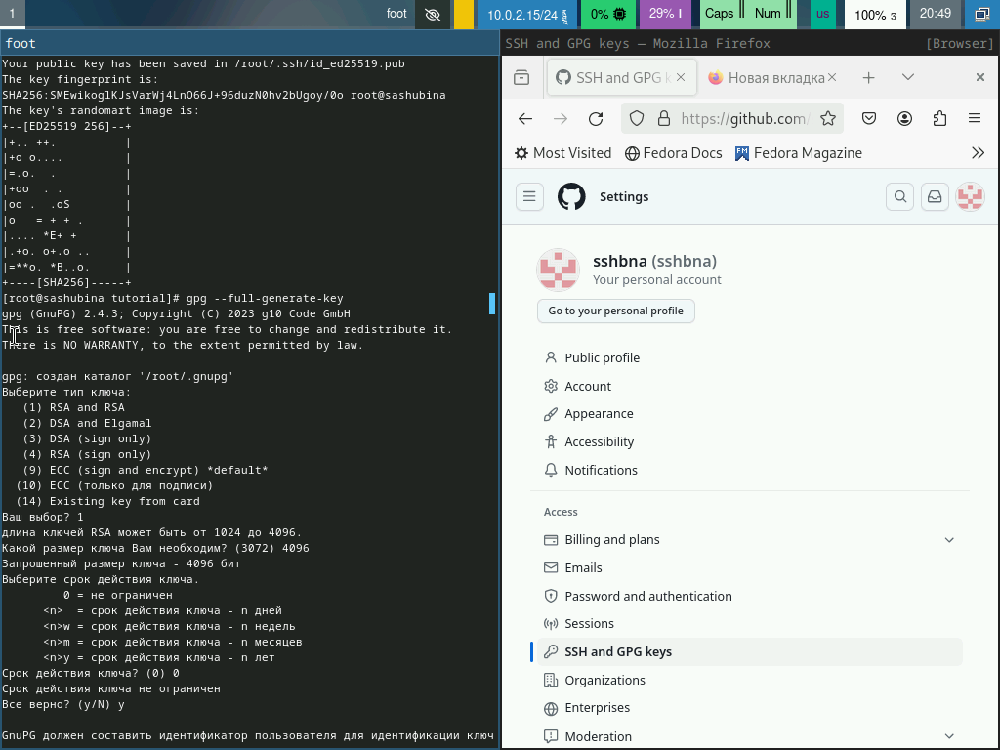 1
foot
10.0.2.15/24
0%
29%
Caps
Num
us
100%
20:49
foot
Your public key has been saved in /root/.ssh/id_ed25519.pub
The key fingerprint is:
SHA256:SMEwikoglKJsVarWj4LnO66J+96duzN0hv2bUgoy/0o root@sashubina
The key's randomart image is:
+--[ED25519 256]--+
|+.. ++.          |
|+o o....         |
|=.o.  .          |
|+oo  . .         |
|oo .  .oS        |
|o   = + + .      |
|.... *E+ +       |
|.+o. o+.o ..     |
|=**o. *B..o.     |
+----[SHA256]-----+
[root@sashubina tutorial]# gpg --full-generate-key
gpg (GnuPG) 2.4.3; Copyright (C) 2023 g10 Code GmbH
This is free software: you are free to change and redistribute it.
There is NO WARRANTY, to the extent permitted by law.
gpg: создан каталог '/root/.gnupg'
Выберите тип ключа:
(1) RSA and RSA
(2) DSA and Elgamal
(3) DSA (sign only)
(4) RSA (sign only)
(9) ECC (sign and encrypt) *default*
(10) ECC (только для подписи)
(14) Existing key from card
Ваш выбор? 1
длина ключей RSA может быть от 1024 до 4096.
Какой размер ключа Вам необходим? (3072) 4096
Запрошенный размер ключа - 4096 бит
Выберите срок действия ключа.
0 = не ограничен
<n>  = срок действия ключа - n дней
<n>w = срок действия ключа - n недель
<n>m = срок действия ключа - n месяцев
<n>y = срок действия ключа - n лет
Срок действия ключа? (0) 0
Срок действия ключа не ограничен
Все верно? (y/N) y
GnuPG должен составить идентификатор пользователя для идентификации ключ
SSH and GPG keys — Mozilla Firefox
[Browser]
SSH and GPG k
Новая вкладка
https://github.com/
Most Visited
Fedora Docs
Fedora Magazine
Settings
sshbna (sshbna)
Your personal account
Go to your personal profile
Public profile
Account
Appearance
Accessibility
Notifications
Access
Billing and plans
Emails
Password and authentication
Sessions
SSH and GPG keys
Organizations
Enterprises
Moderation